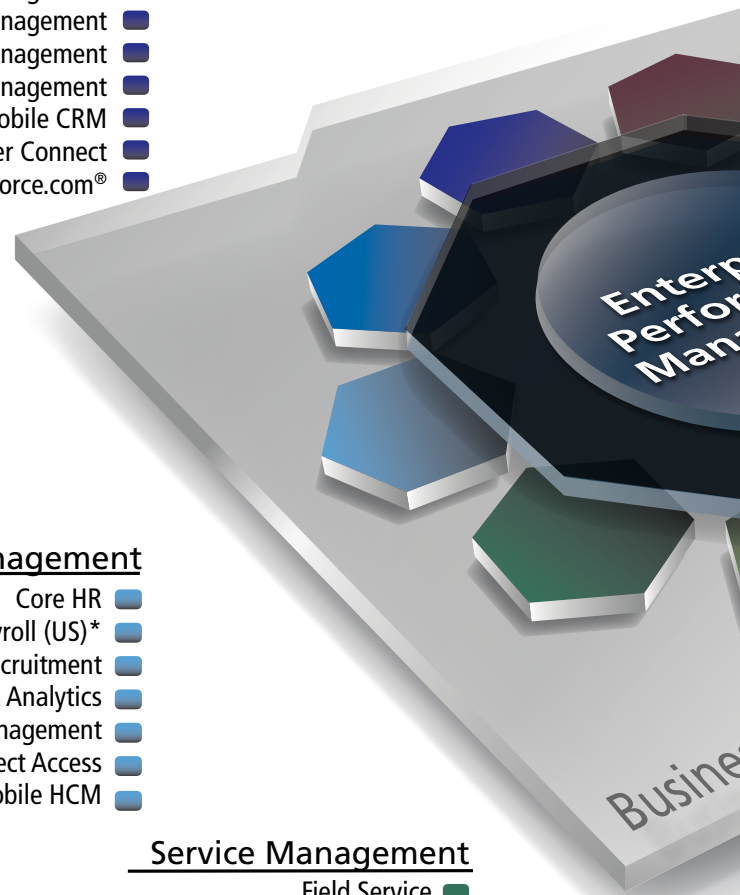 nagement
nagement
nagement
obile CRM
er Connect
orce.com®
Enterp
Perfor
Mana
nagement
Core HR
roll (US)*
cruitment
Analytics
nagement
ect Access
obile HCM
Busine
Service Management
Field Service